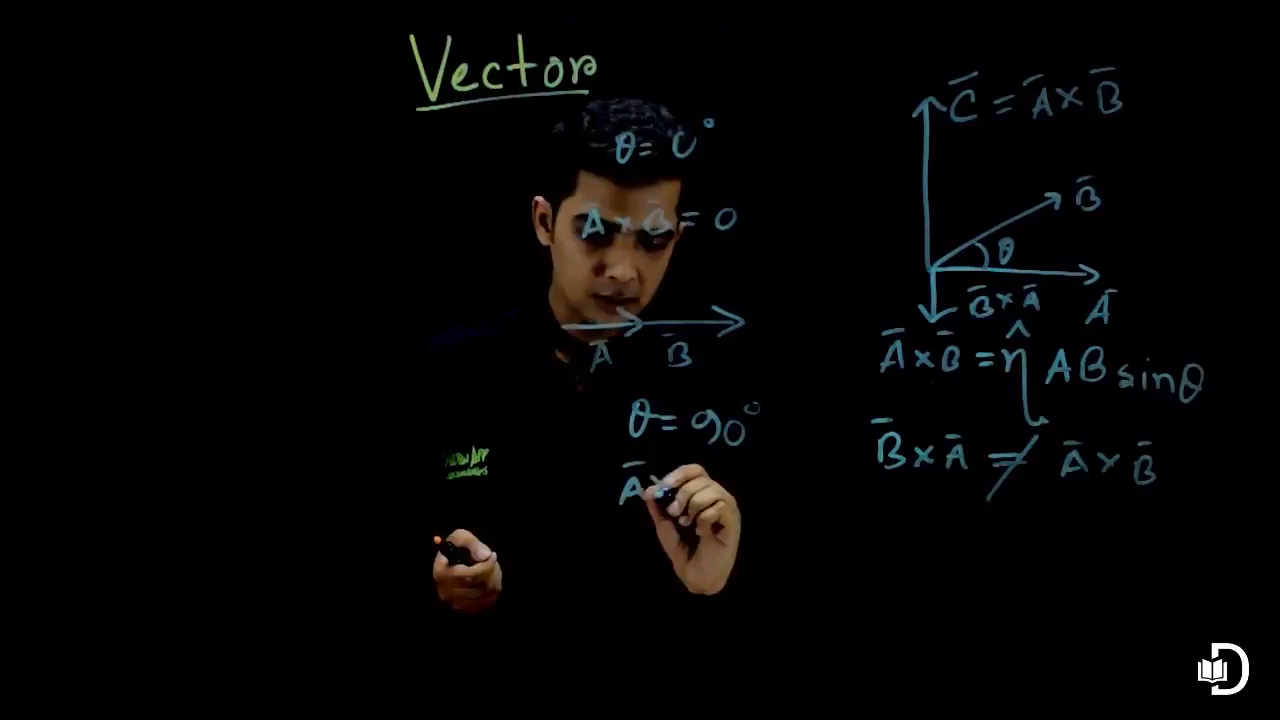 Vector
θ = 0°
Ā × B̄ = 0
Ā B̄
θ = 90°
Ā ×
C̄ = Ā × B̄
B̄
θ
B̄ × Ā
Ā
Ā × B̄ = η̂ AB sinθ
B̄ × Ā ≠ Ā × B̄